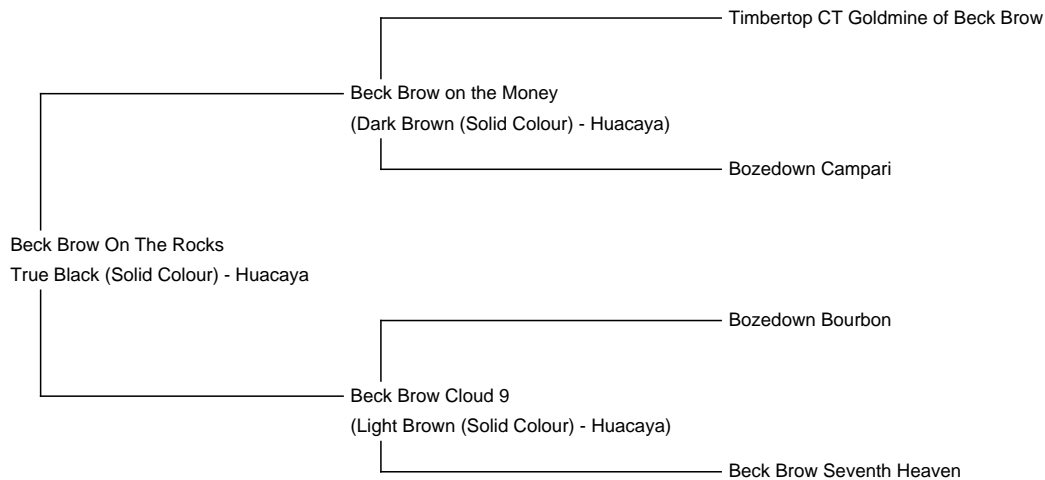 Timbertop CT Goldmine of Beck Brow
Beck Brow on the Money
(Dark Brown (Solid Colour) - Huacaya)
Bozedown Campari
Beck Brow On The Rocks
True Black (Solid Colour) - Huacaya
Bozedown Bourbon
Beck Brow Cloud 9
(Light Brown (Solid Colour) - Huacaya)
Beck Brow Seventh Heaven